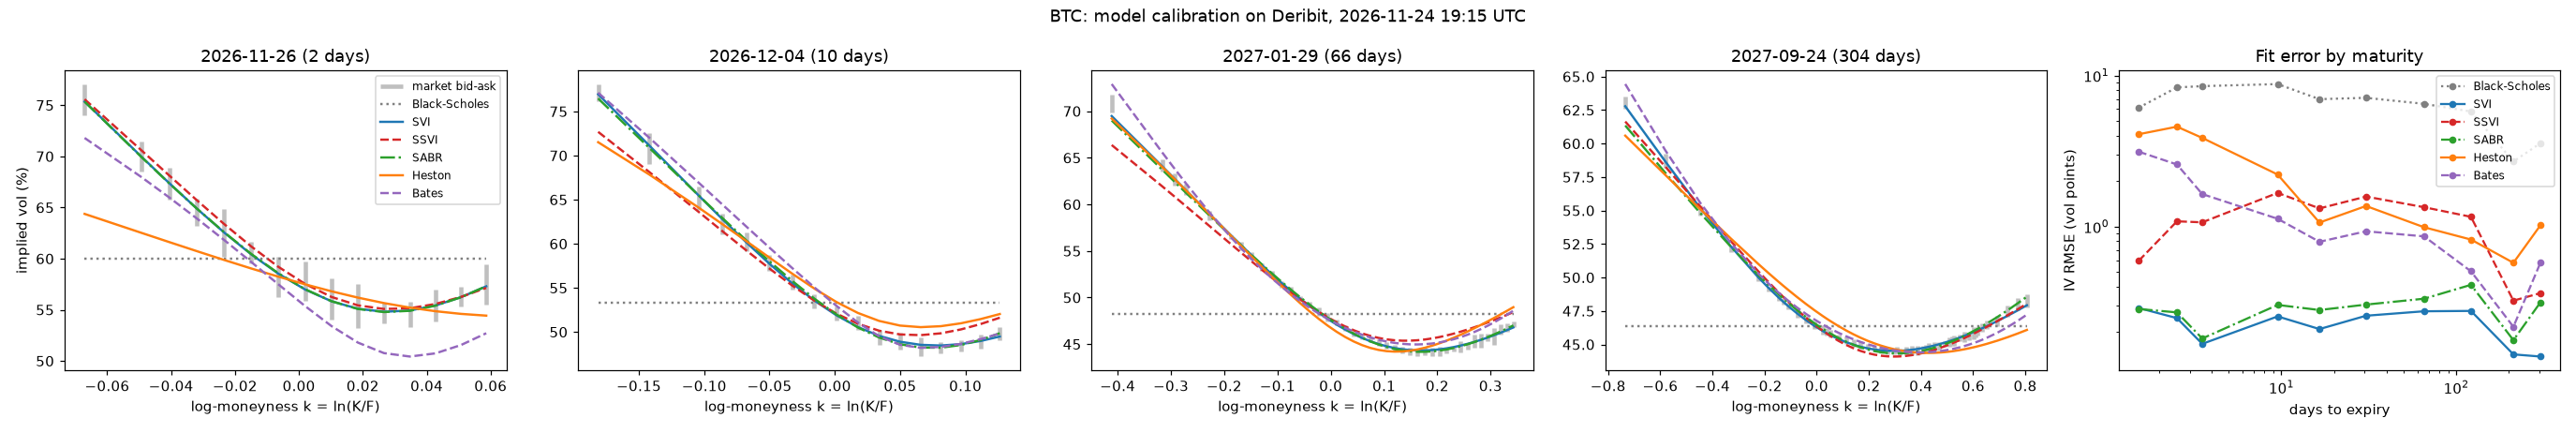 BTC: model calibration on Deribit, 2026-11-24 19:15 UTC
2026-11-26 (2 days)
implied vol (%)
75
70
65
60
55
50
−0.06 −0.04 −0.02 0.00 0.02 0.04 0.06
log-moneyness k = ln(K/F)
market bid-ask
Black-Scholes
SVI
SSVI
SABR
Heston
Bates
2026-12-04 (10 days)
75
70
65
60
55
50
−0.15 −0.10 −0.05 0.00 0.05 0.10
log-moneyness k = ln(K/F)
2027-01-29 (66 days)
70
65
60
55
50
45
−0.4 −0.3 −0.2 −0.1 0.0 0.1 0.2 0.3
log-moneyness k = ln(K/F)
2027-09-24 (304 days)
65.0
62.5
60.0
57.5
55.0
52.5
50.0
47.5
45.0
−0.8 −0.6 −0.4 −0.2 0.0 0.2 0.4 0.6 0.8
log-moneyness k = ln(K/F)
Fit error by maturity
IV RMSE (vol points)
10¹
10⁰
10¹ 10²
days to expiry
Black-Scholes
SVI
SSVI
SABR
Heston
Bates